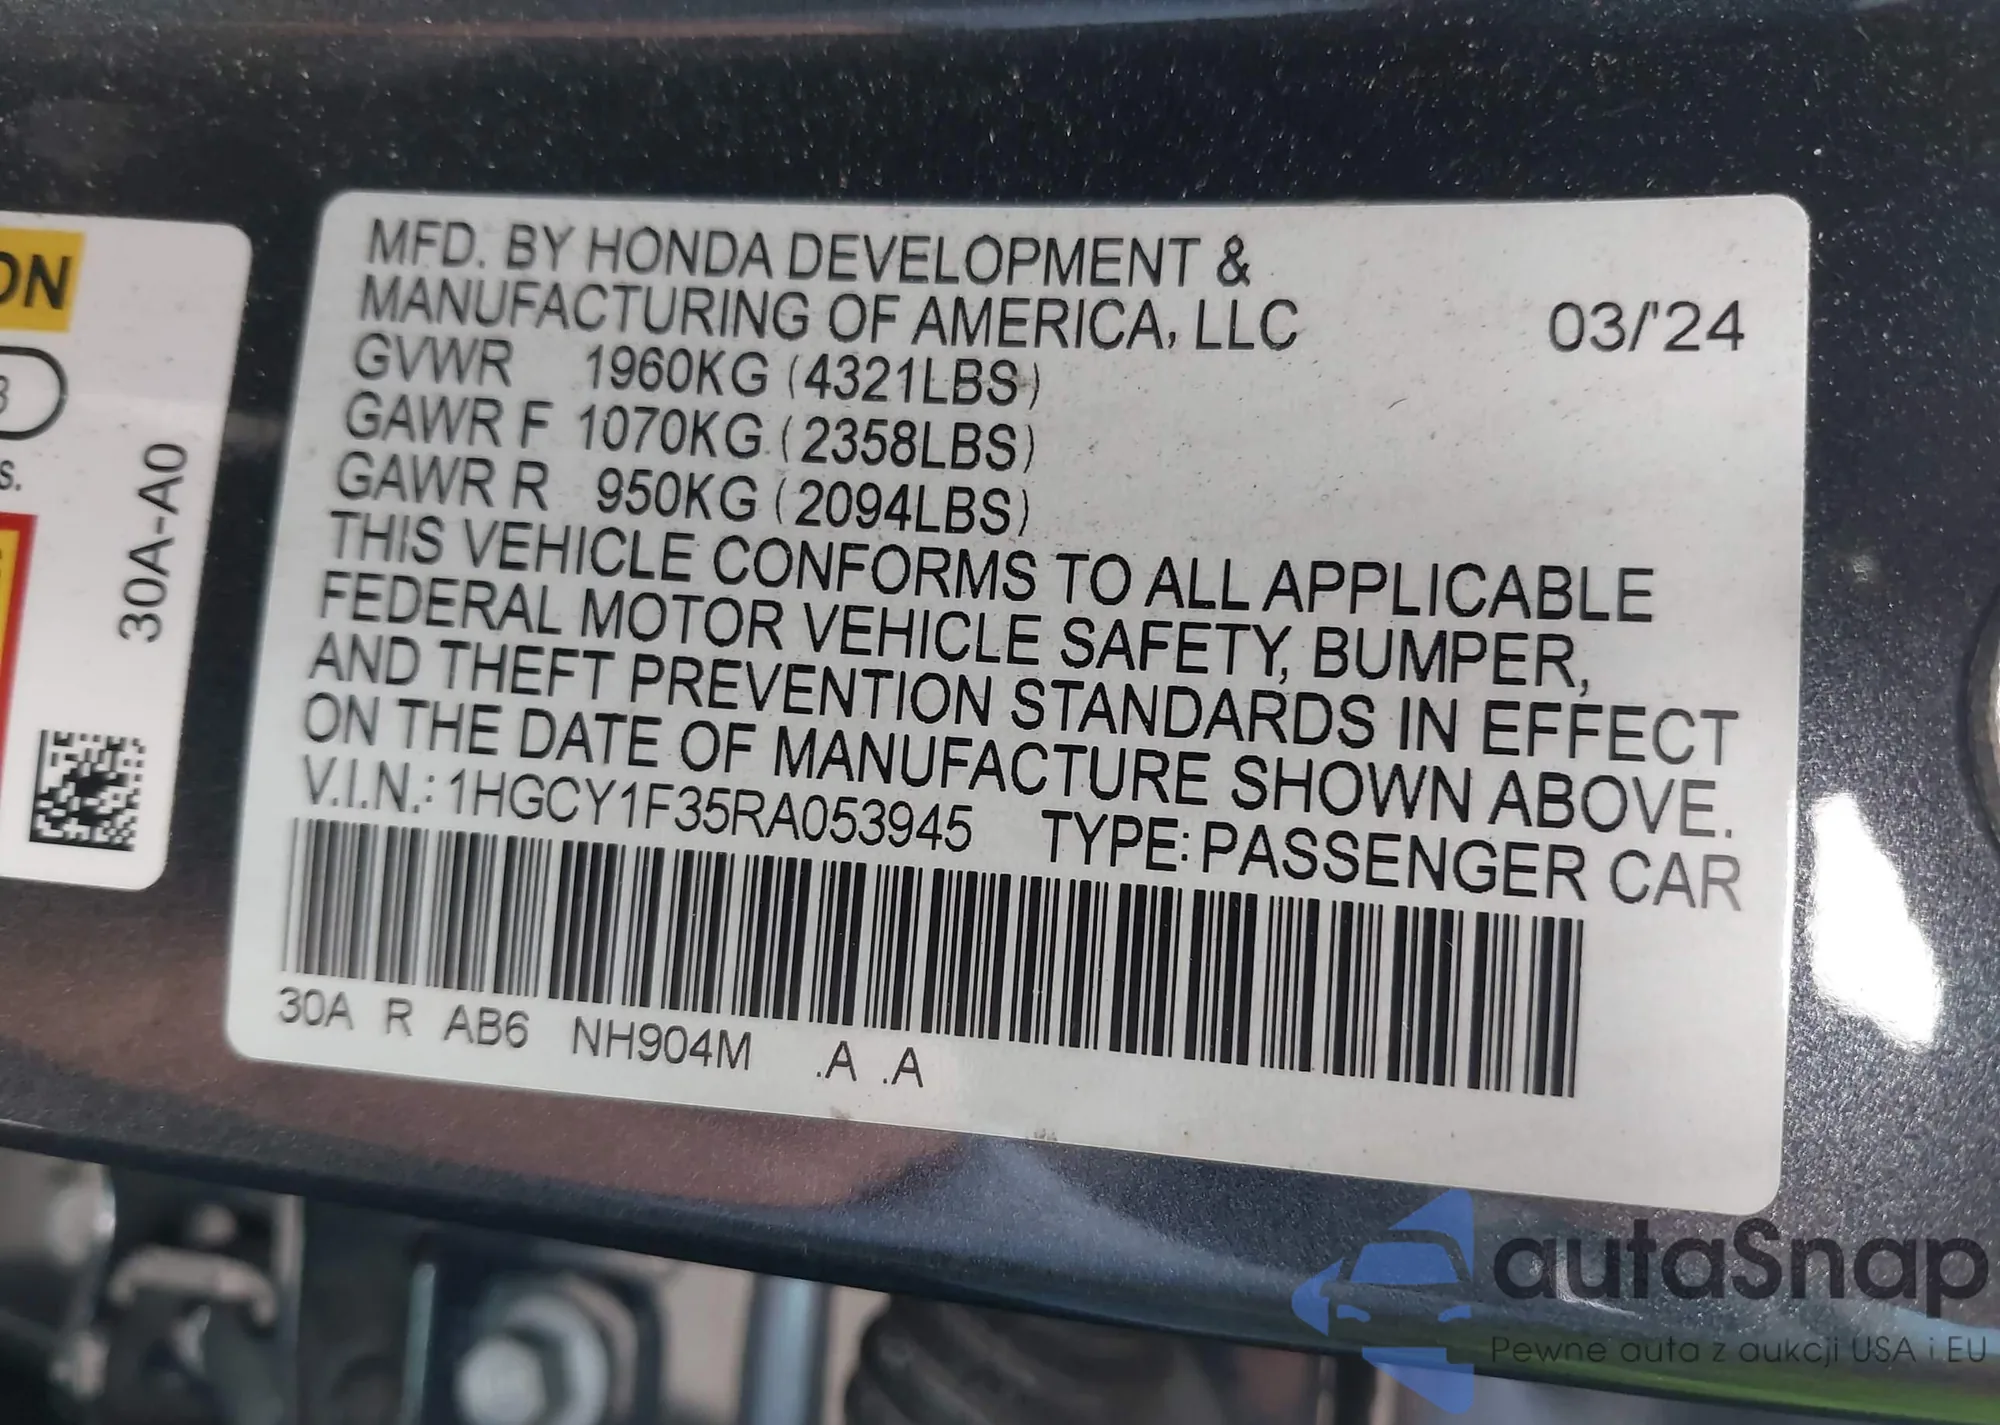 MFD. BY HONDA DEVELOPMENT &
MANUFACTURING OF AMERICA, LLC 03/'24
GVWR 1960KG (4321LBS)
GAWR F 1070KG (2358LBS)
GAWR R 950KG (2094LBS)
THIS VEHICLE CONFORMS TO ALL APPLICABLE
FEDERAL MOTOR VEHICLE SAFETY, BUMPER,
AND THEFT PREVENTION STANDARDS IN EFFECT
ON THE DATE OF MANUFACTURE SHOWN ABOVE.
V.I.N.: 1HGCY1F35RA053945 TYPE: PASSENGER CAR
30A R AB6 NH904M .A .A
30A-A0
autaSnap
Pewne auta z aukcji USA i EU